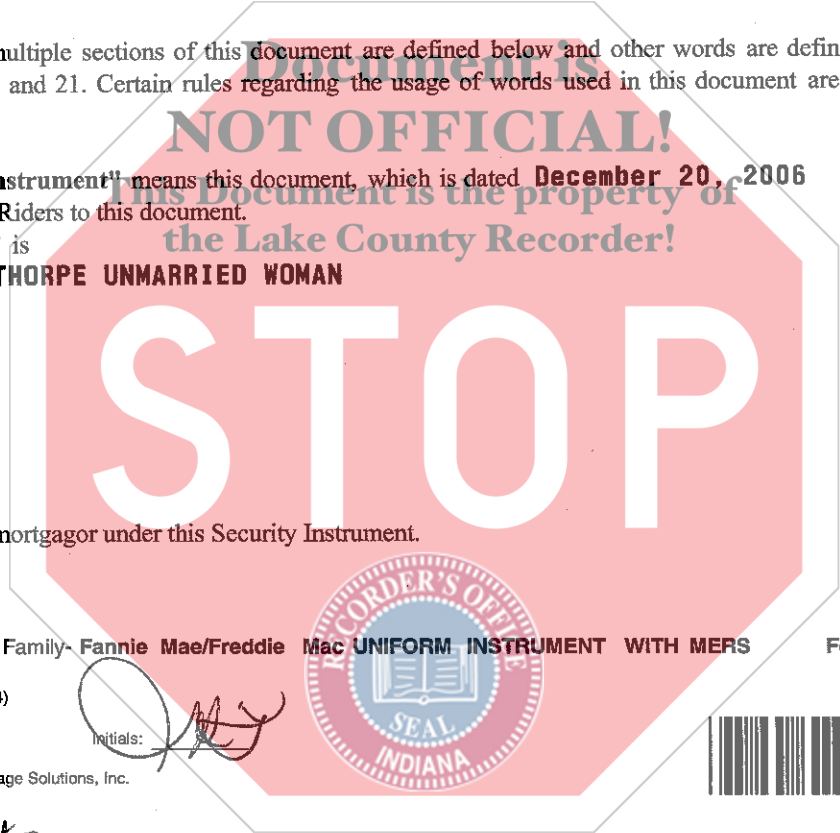 multiple sections of this document are defined below and other words are defin
Document is
and 21. Certain rules regarding the usage of words used in this document are
NOT OFFICIAL!
nstrument" means this document, which is dated December 20, 2006
This Document is the property of
Riders to this document.
is
the Lake County Recorder!
THORPE UNMARRIED WOMAN
STOP
mortgagor under this Security Instrument.
RECORDER'S OFFICE
Family- Fannie Mae/Freddie Mac UNIFORM INSTRUMENT WITH MERS
Initials:
SEAL
INDIANA
age Solutions, Inc.